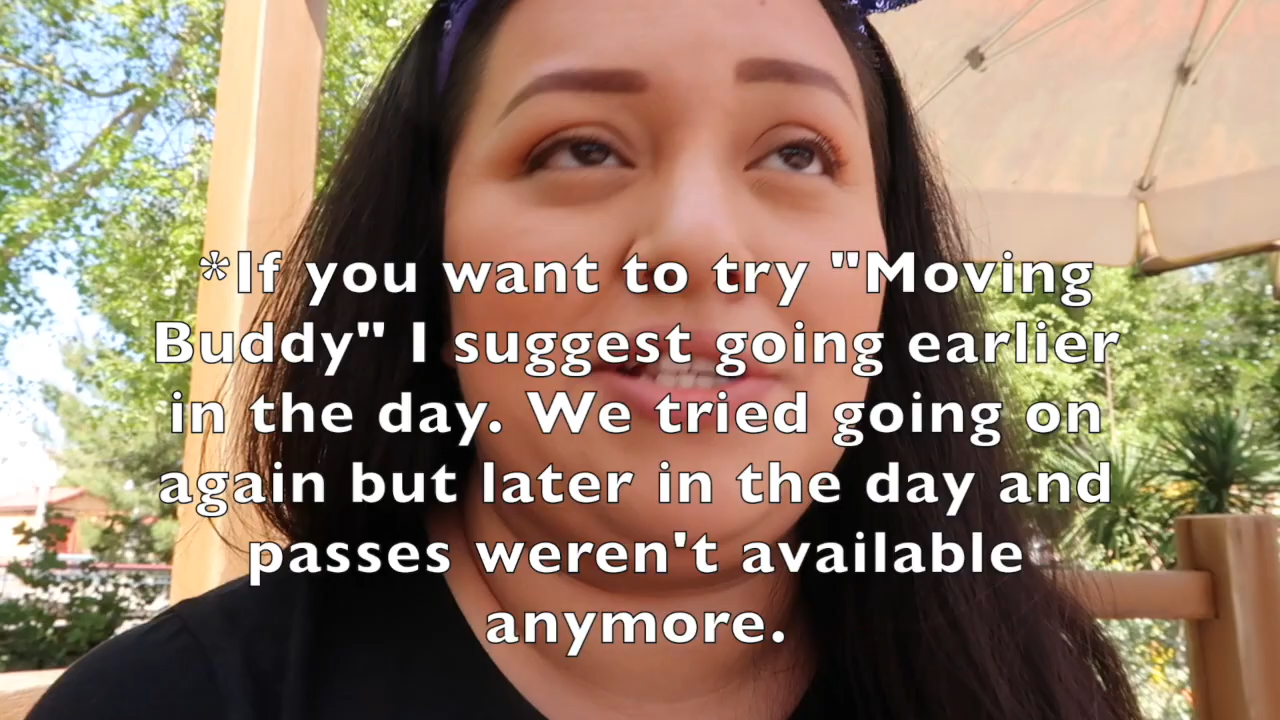 *If you want to try "Moving
Buddy" I suggest going earlier
in the day. We tried going on
again but later in the day and
passes weren't available
anymore.